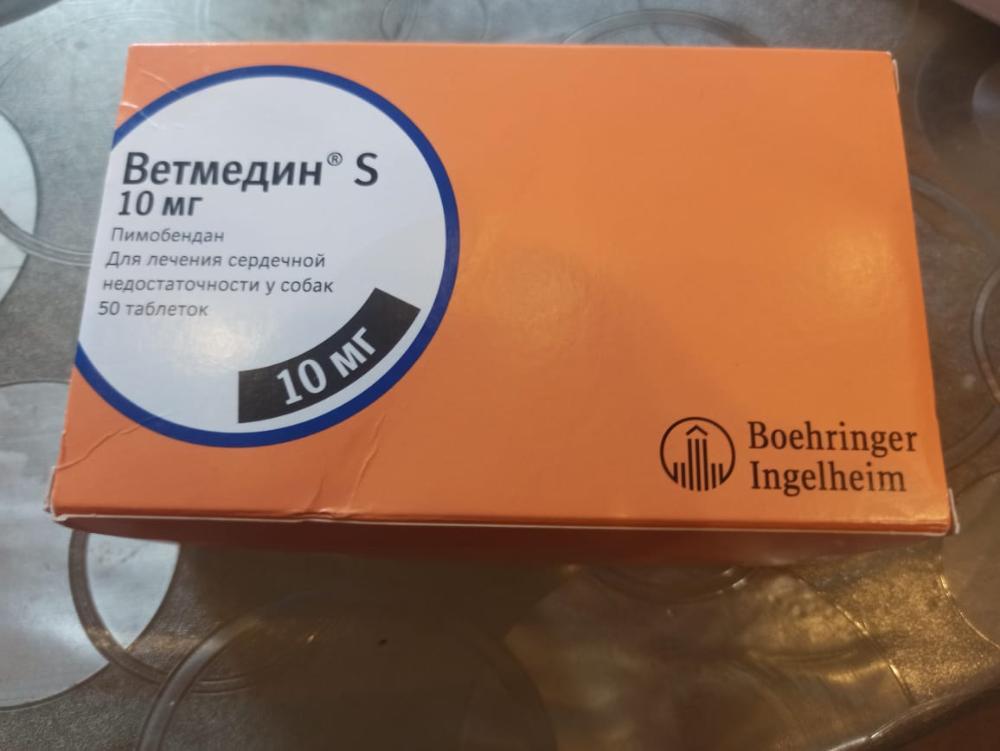 Ветмедин® S
10 мг
Пимобендан
Для лечения сердечной
недостаточности у собак
50 таблеток
10 мг
Boehringer
Ingelheim